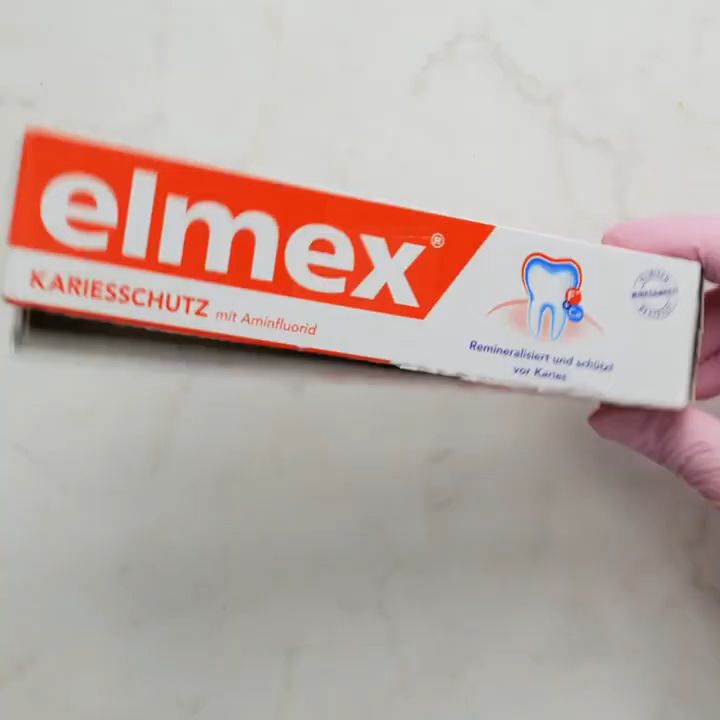 elmex®
KARIESSCHUTZ mit Aminfluorid
Remineralisiert und schützt
vor Karies